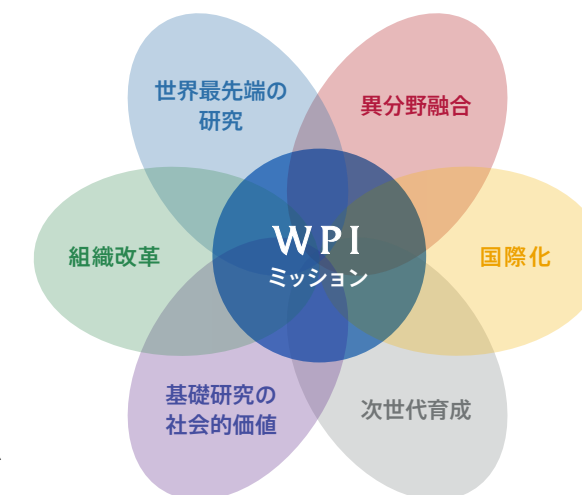 世界最先端の
研究
異分野融合
組織改革
WPI
ミッション
国際化
基礎研究の
社会的価値
次世代育成